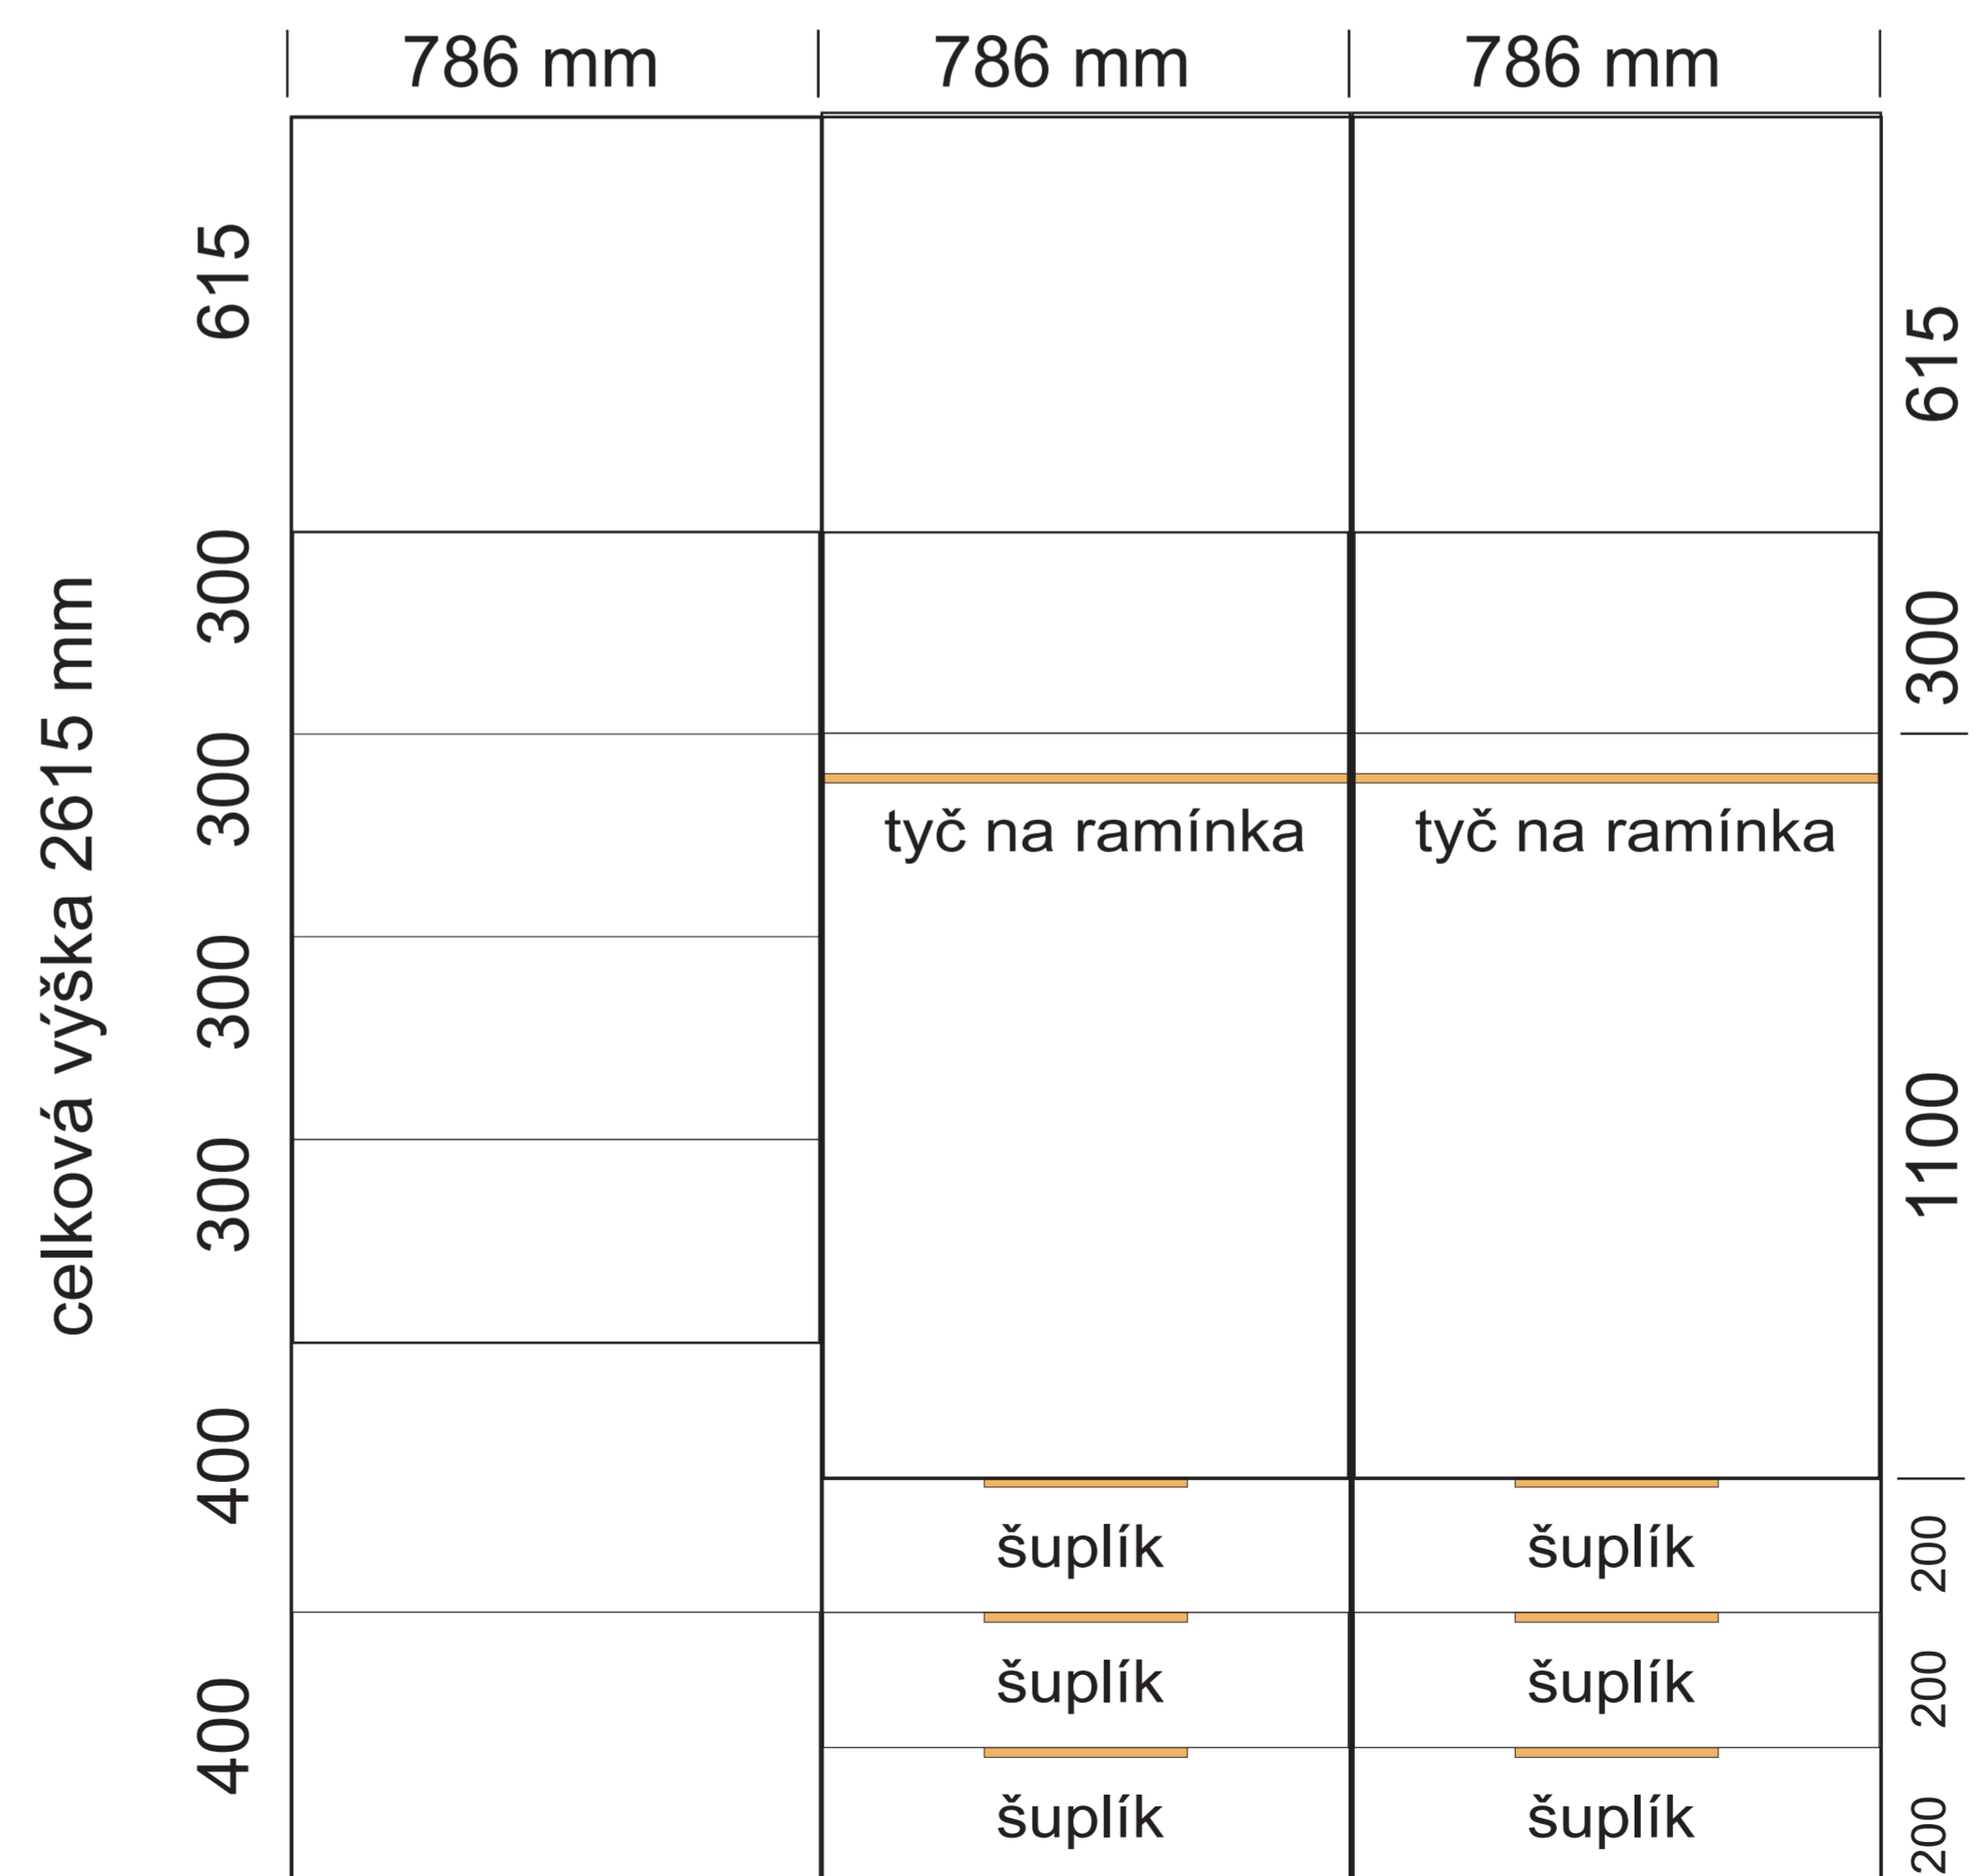 786 mm 786 mm 786 mm
celková výška 2615 mm
615
300
300
300
300
400
400
tyč na ramínka tyč na ramínka
šuplík šuplík
šuplík šuplík
šuplík šuplík
615
300
1100
200
200
200